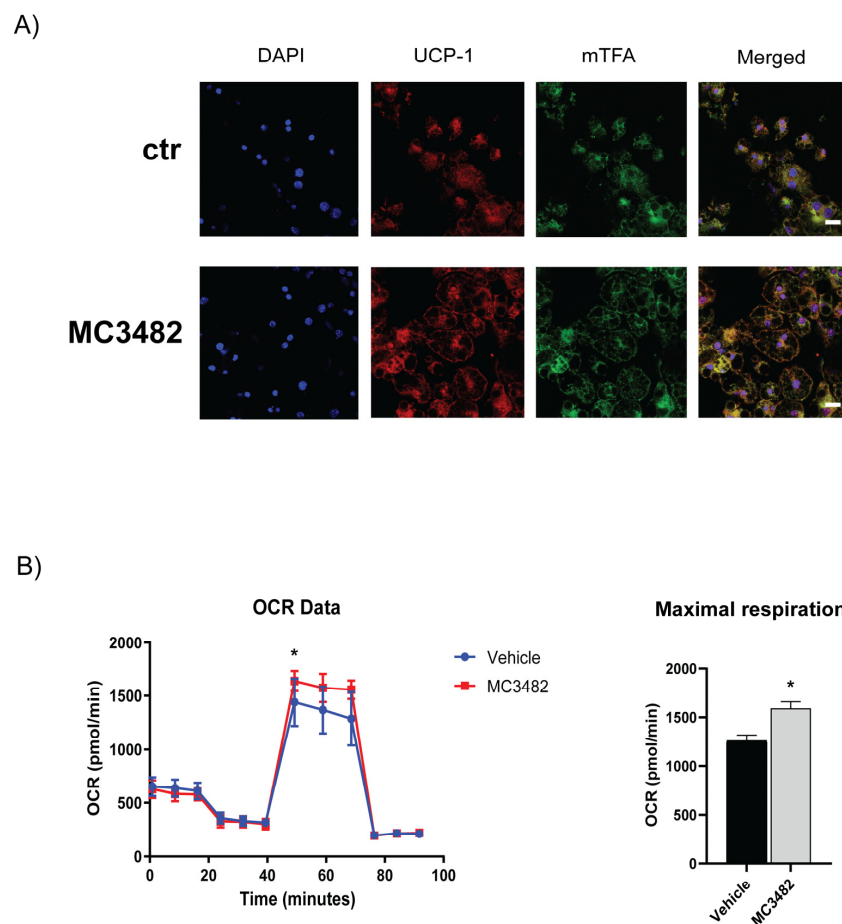 A)
DAPI UCP-1 mTFA Merged
ctr
MC3482
B)
OCR Data
OCR (pmol/min)
2000
1500
1000
500
0
0 20 40 60 80 100
Time (minutes)
*
Vehicle
MC3482
Maximal respiration
OCR (pmol/min)
2000
1500
1000
500
0
*
Vehicle
MC3482